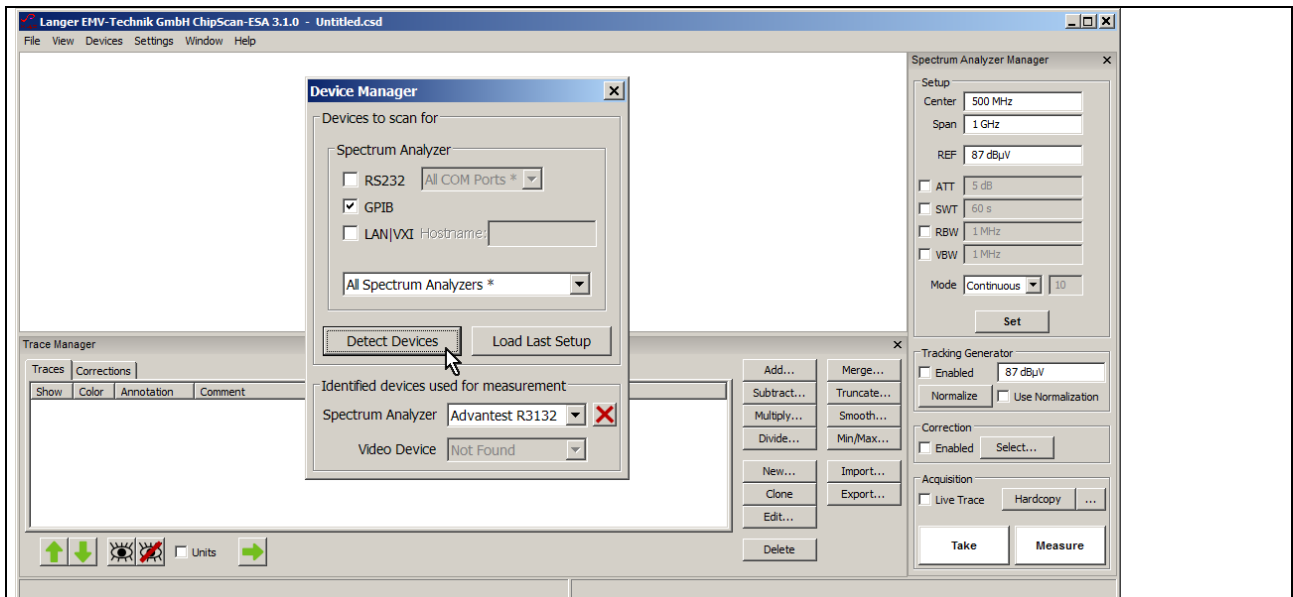 Langer EMV-Technik GmbH ChipScan-ESA 3.1.0 - Untitled.csd
File View Devices Settings Window Help
Device Manager
Devices to scan for
Spectrum Analyzer
RS232 All COM Ports *
GPIB
LAN|VXI Hostname:
All Spectrum Analyzers *
Detect Devices Load Last Setup
Identified devices used for measurement
Spectrum Analyzer Advantest R3132
Video Device Not Found
Trace Manager
Traces Corrections
Show Color Annotation Comment
Units
Add... Merge...
Subtract... Truncate...
Multiply... Smooth...
Divide... Min/Max...
New... Import...
Clone Export...
Edit...
Delete
Spectrum Analyzer Manager
Setup
Center 500 MHz
Span 1 GHz
REF 87 dBµV
ATT 5 dB
SWT 60 s
RBW 1 MHz
VBW 1 MHz
Mode Continuous 10
Set
Tracking Generator
Enabled 87 dBµV
Normalize Use Normalization
Correction
Enabled Select...
Acquisition
Live Trace Hardcopy ...
Take Measure